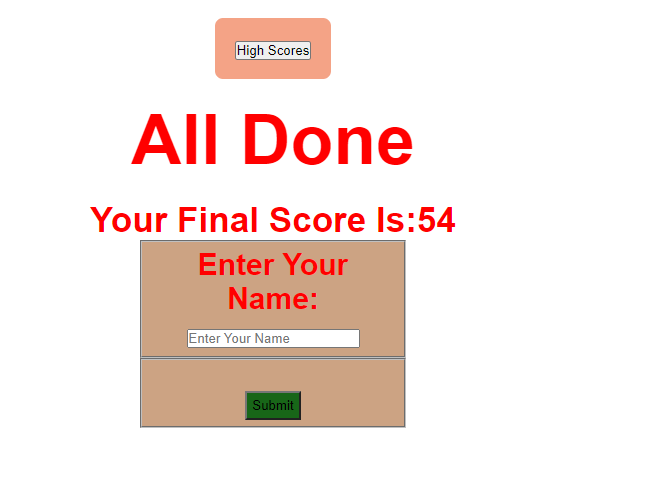 High Scores
All Done
Your Final Score Is:54
Enter Your
Name:
Enter Your Name
Submit